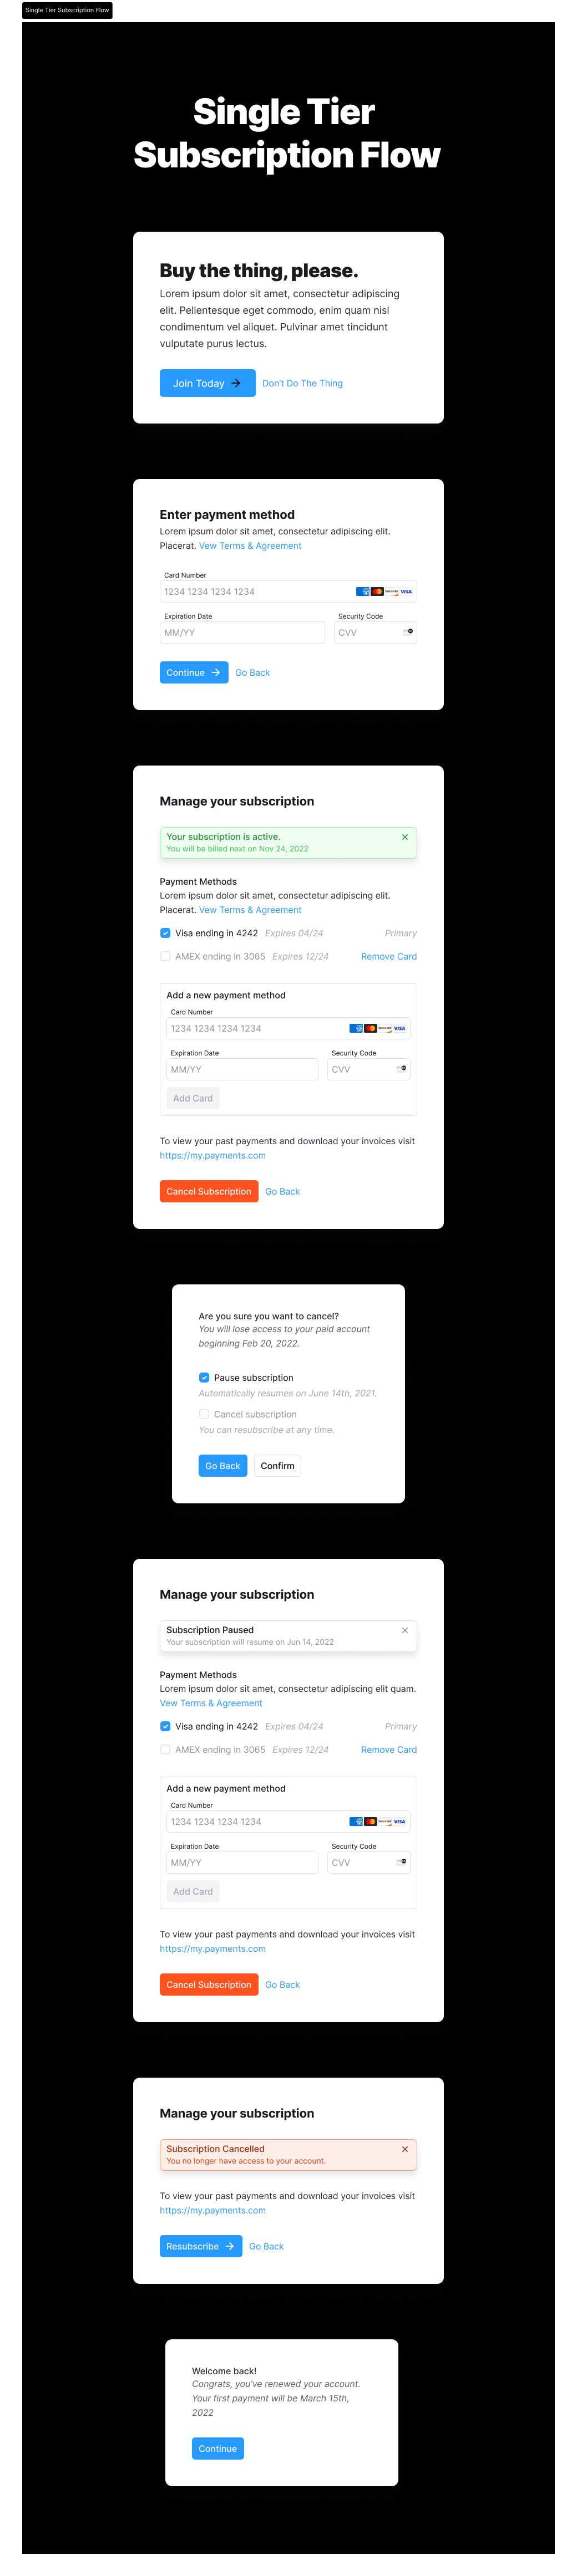 Single Tier Subscription Flow
Single Tier
Subscription Flow
Buy the thing, please.
Lorem ipsum dolor sit amet, consectetur adipiscing
elit. Pellentesque eget commodo, enim quam nisl
condimentum vel aliquet. Pulvinar amet tincidunt
vulputate purus lectus.
Join Today
Don't Do The Thing
Enter payment method
Lorem ipsum dolor sit amet, consectetur adipiscing elit.
Placerat. Vew Terms & Agreement
Card Number
1234 1234 1234 1234
VISA
Expiration Date
Security Code
MM/YY
CVV
Continue
Go Back
Manage your subscription
Your subscription is active.
You will be billed next on Nov 24, 2022
Payment Methods
Lorem ipsum dolor sit amet, consectetur adipiscing elit.
Placerat. Vew Terms & Agreement
Visa ending in 4242 Expires 04/24 Primary
AMEX ending in 3065 Expires 12/24 Remove Card
Add a new payment method
Card Number
1234 1234 1234 1234
VISA
Expiration Date
Security Code
MM/YY
CVV
Add Card
To view your past payments and download your invoices visit
https://my.payments.com
Cancel Subscription
Go Back
Are you sure you want to cancel?
You will lose access to your paid account
beginning Feb 20, 2022.
Pause subscription
Automatically resumes on June 14th, 2021.
Cancel subscription
You can resubscribe at any time.
Go Back
Confirm
Manage your subscription
Subscription Paused
Your subscription will resume on Jun 14, 2022
Payment Methods
Lorem ipsum dolor sit amet, consectetur adipiscing elit quam.
Vew Terms & Agreement
Visa ending in 4242 Expires 04/24 Primary
AMEX ending in 3065 Expires 12/24 Remove Card
Add a new payment method
Card Number
1234 1234 1234 1234
VISA
Expiration Date
Security Code
MM/YY
CVV
Add Card
To view your past payments and download your invoices visit
https://my.payments.com
Cancel Subscription
Go Back
Manage your subscription
Subscription Cancelled
You no longer have access to your account.
To view your past payments and download your invoices visit
https://my.payments.com
Resubscribe
Go Back
Welcome back!
Congrats, you've renewed your account.
Your first payment will be March 15th,
2022
Continue